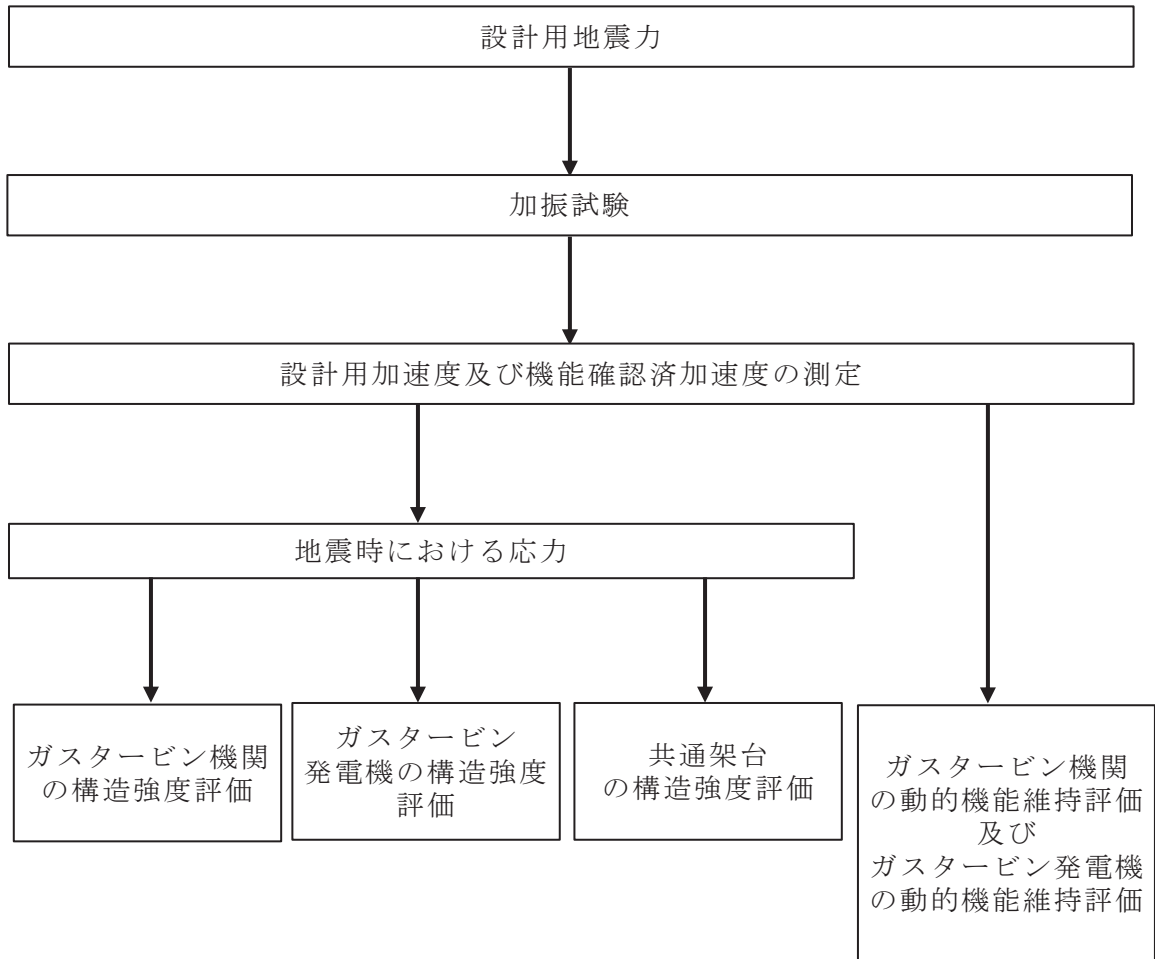 設計用地震力
加振試験
設計用加速度及び機能確認済加速度の測定
地震時における応力
ガスタービン機関
の構造強度評価
ガスタービン
発電機の構造強度
評価
共通架台
の構造強度評価
ガスタービン機関
の動的機能維持評価
及び
ガスタービン発電機
の動的機能維持評価